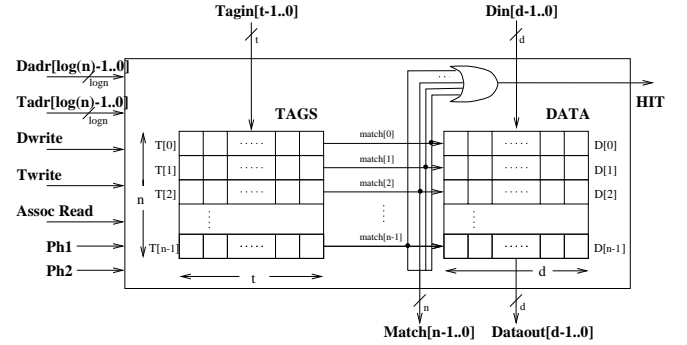 Tagin[t-1..0] Din[d-1..0]
t d
Dadr[log(n)-1..0]
logn
Tadr[log(n)-1..0]
logn
HIT
TAGS DATA
Dwrite
T[0] ..... match[0] ..... D[0]
T[1] ..... match[1] ..... D[1]
Twrite
T[2] ..... match[2] ..... D[2]
n
Assoc Read
Ph1
T[n-1] ..... match[n-1] ..... D[n-1]
Ph2
t d
n d
Match[n-1..0] Dataout[d-1..0]